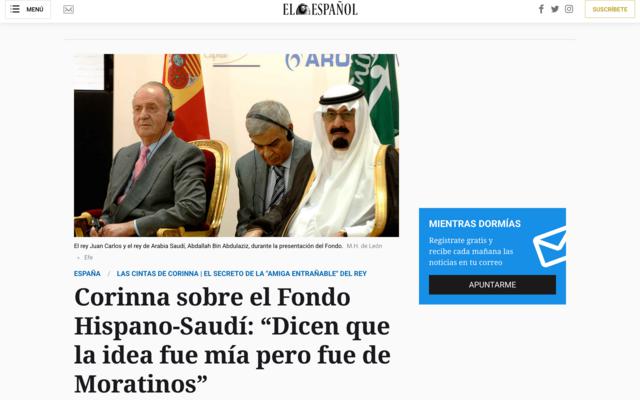 MENÚ
EL ESPAÑOL
SUSCRÍBETE
El rey Juan Carlos y el rey de Arabia Saudí, Abdallah Bin Abdulaziz, durante la presentación del Fondo. M.H. de León
Efe
ESPAÑA / LAS CINTAS DE CORINNA | EL SECRETO DE LA "AMIGA ENTRAÑABLE" DEL REY
Corinna sobre el Fondo
Hispano-Saudí: “Dicen que
la idea fue mía pero fue de
Moratinos”
MIENTRAS DORMÍAS
Regístrate gratis y
recibe cada mañana las
noticias en tu correo
APUNTARME